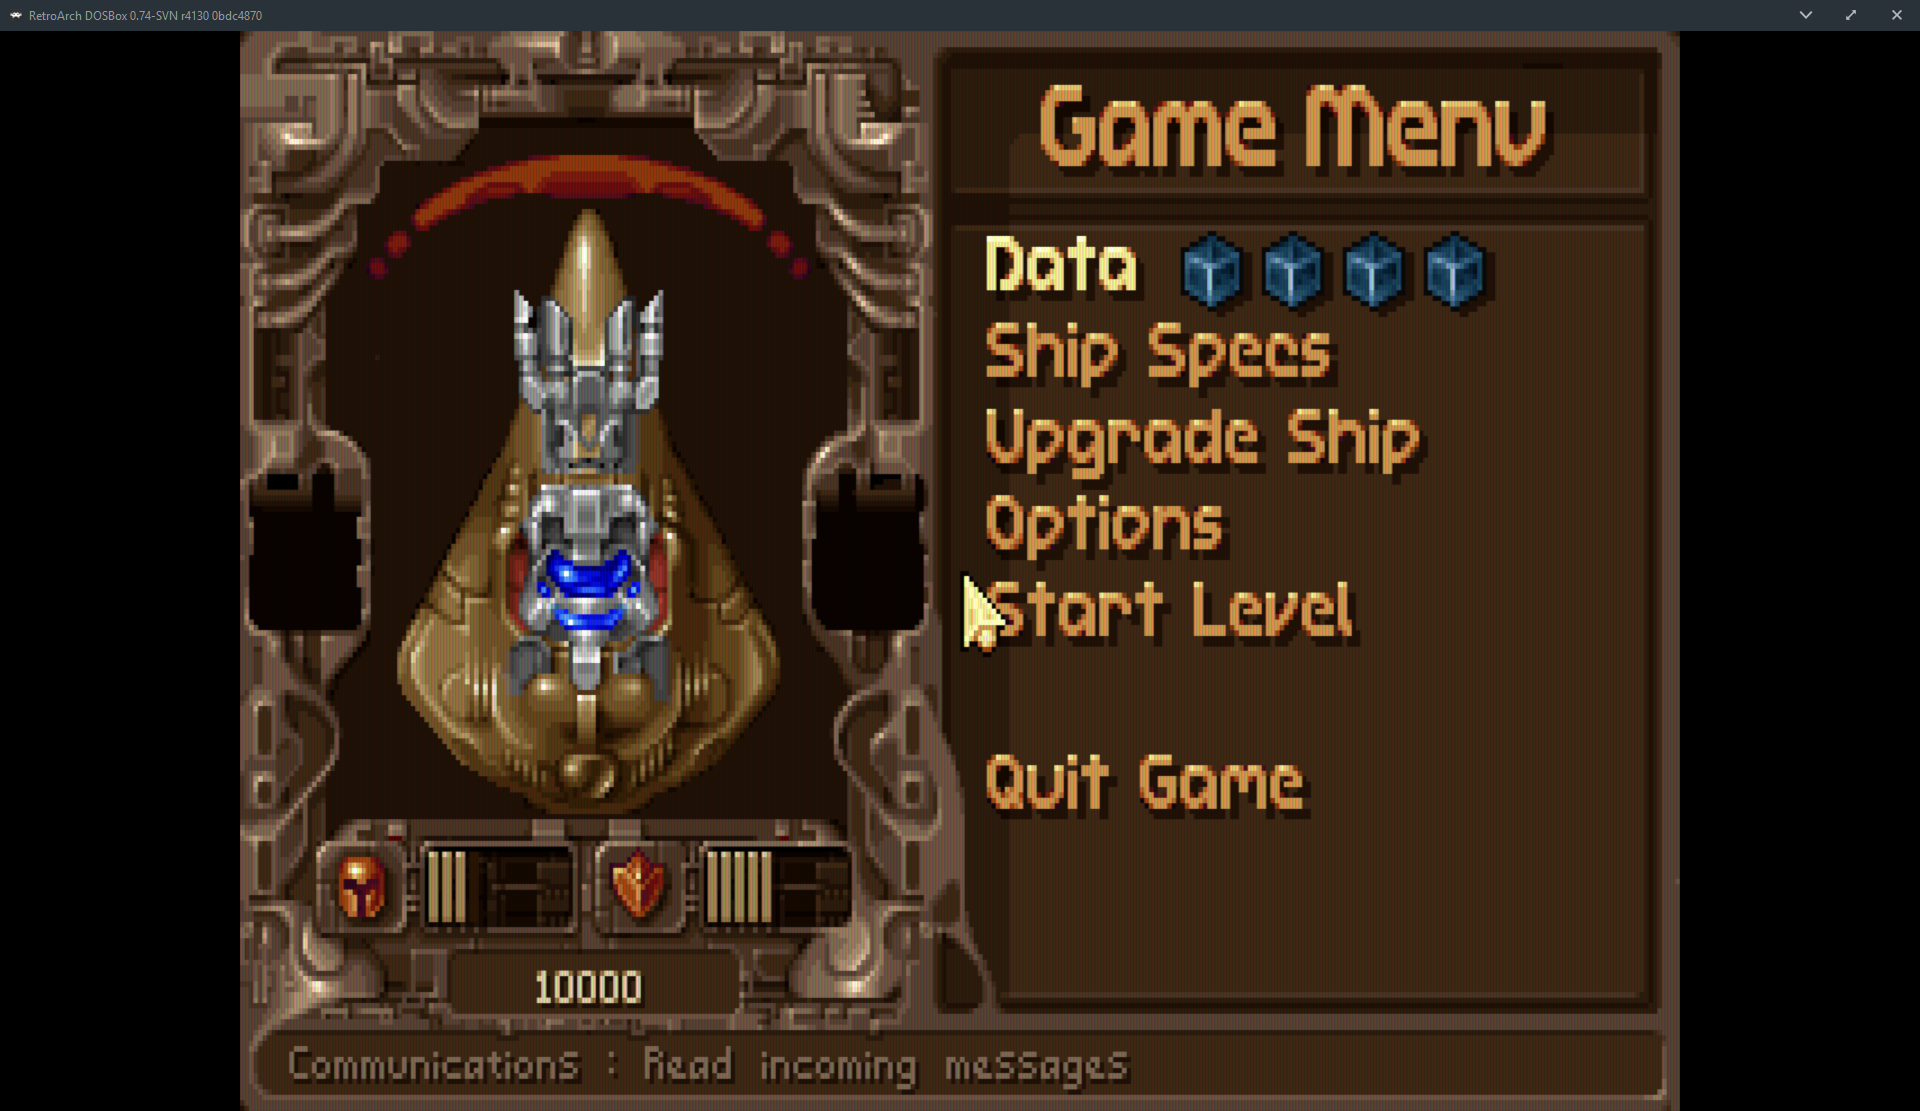 RetroArch DOSBox 0.74-SVN r4130 0bdc4870
Game Menu
Data
Ship Specs
Upgrade Ship
Options
Start Level
Quit Game
10000
Communications : Read incoming messages